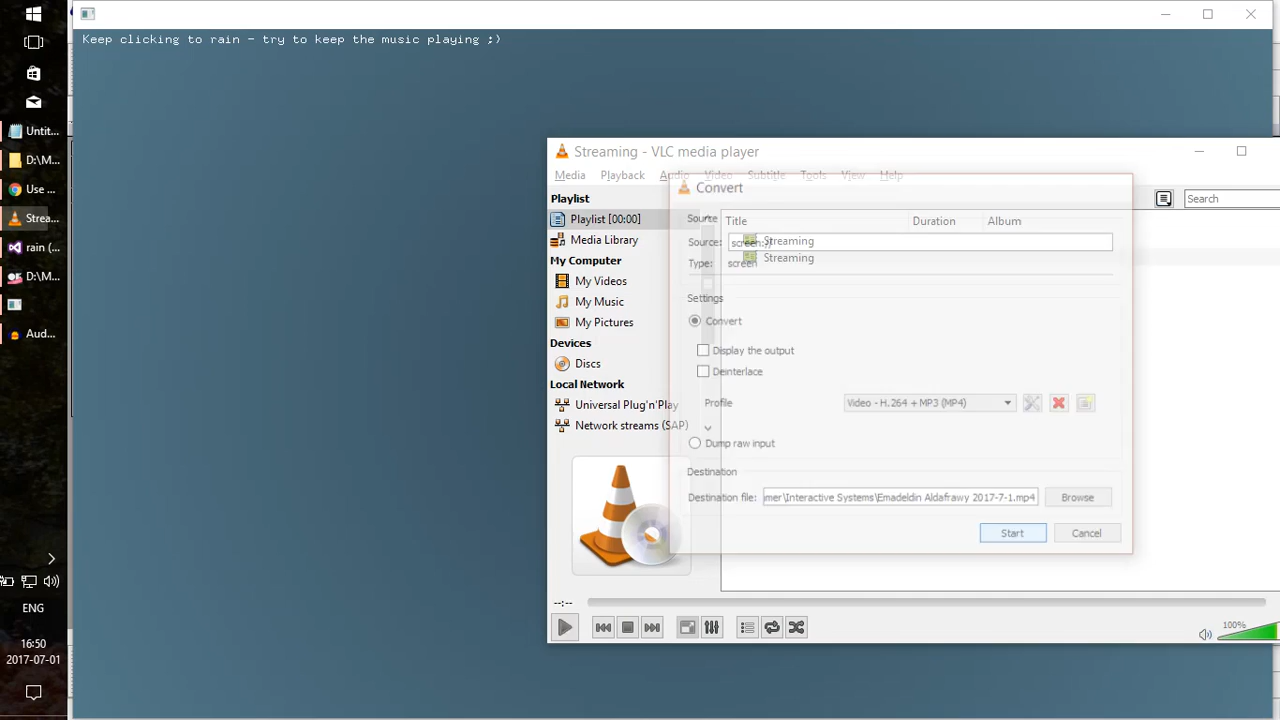 Keep clicking to rain - try to keep the music playing ;)
Untit...
D:\M...
Use ...
Strea...
rain (...
D:\M...
Aud...
ENG
16:50
2017-07-01
Streaming - VLC media player
Media Playback Audio Video Subtitle Tools View Help
Playlist
Playlist [00:00]
Media Library
My Computer
My Videos
My Music
My Pictures
Devices
Discs
Local Network
Universal Plug'n'Play
Network streams (SAP)
Search
Title Duration Album
Streaming
Streaming
Convert
Source
Source: screen://
Type: screen
Settings
Convert
Display the output
Deinterlace
Profile Video - H.264 + MP3 (MP4)
Dump raw input
Destination
Destination file: mer\Interactive Systems\Emadeldin Aldafrawy 2017-7-1.mp4 Browse
Start Cancel
--:--
100%